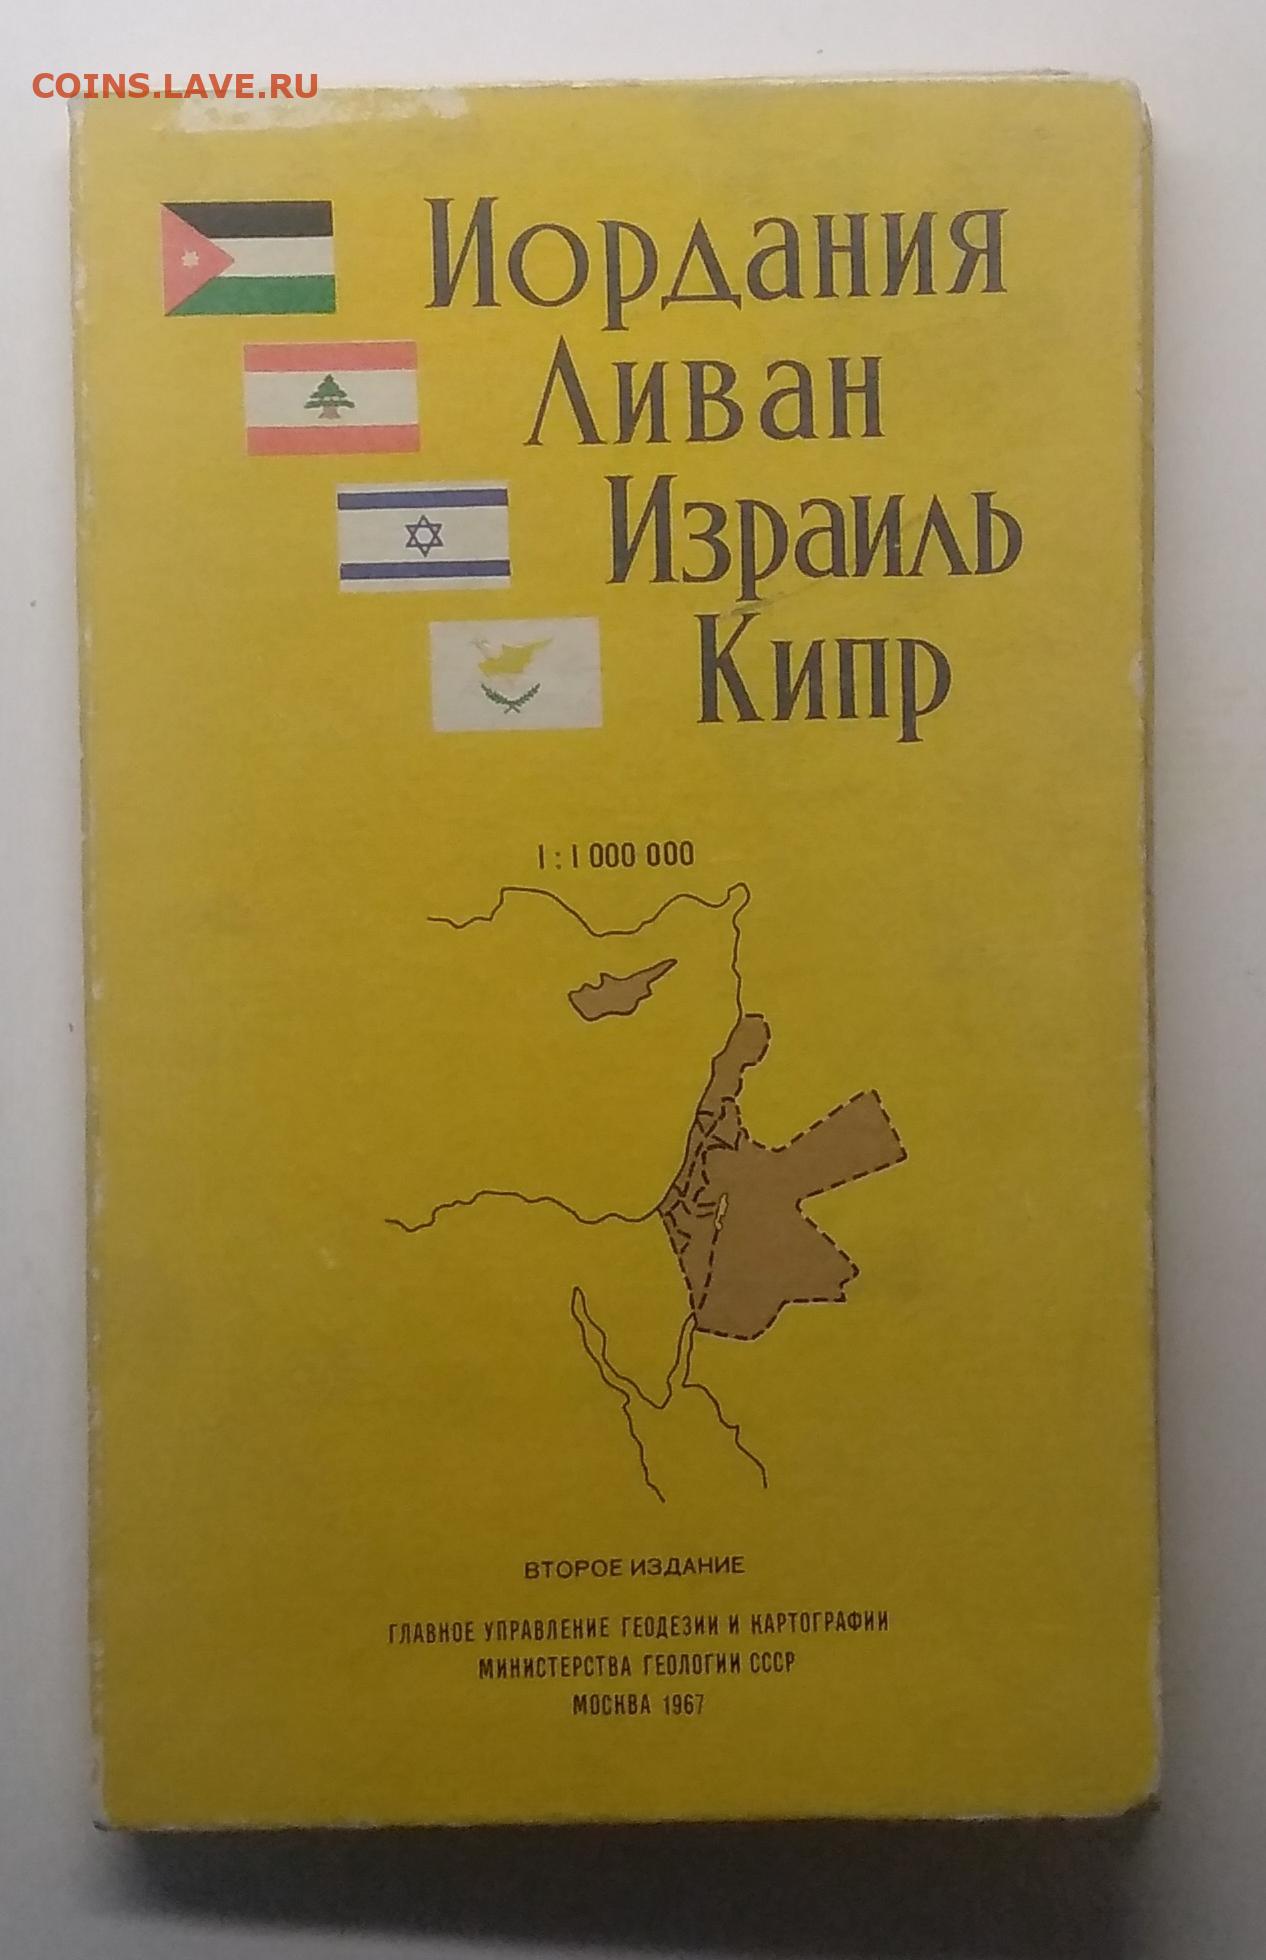 COINS.LAVE.RU
Иордания
Ливан
Израиль
Кипр
1:1 000 000
ВТОРОЕ ИЗДАНИЕ
ГЛАВНОЕ УПРАВЛЕНИЕ ГЕОДЕЗИИ И КАРТОГРАФИИ
МИНИСТЕРСТВА ГЕОЛОГИИ СССР
МОСКВА 1967